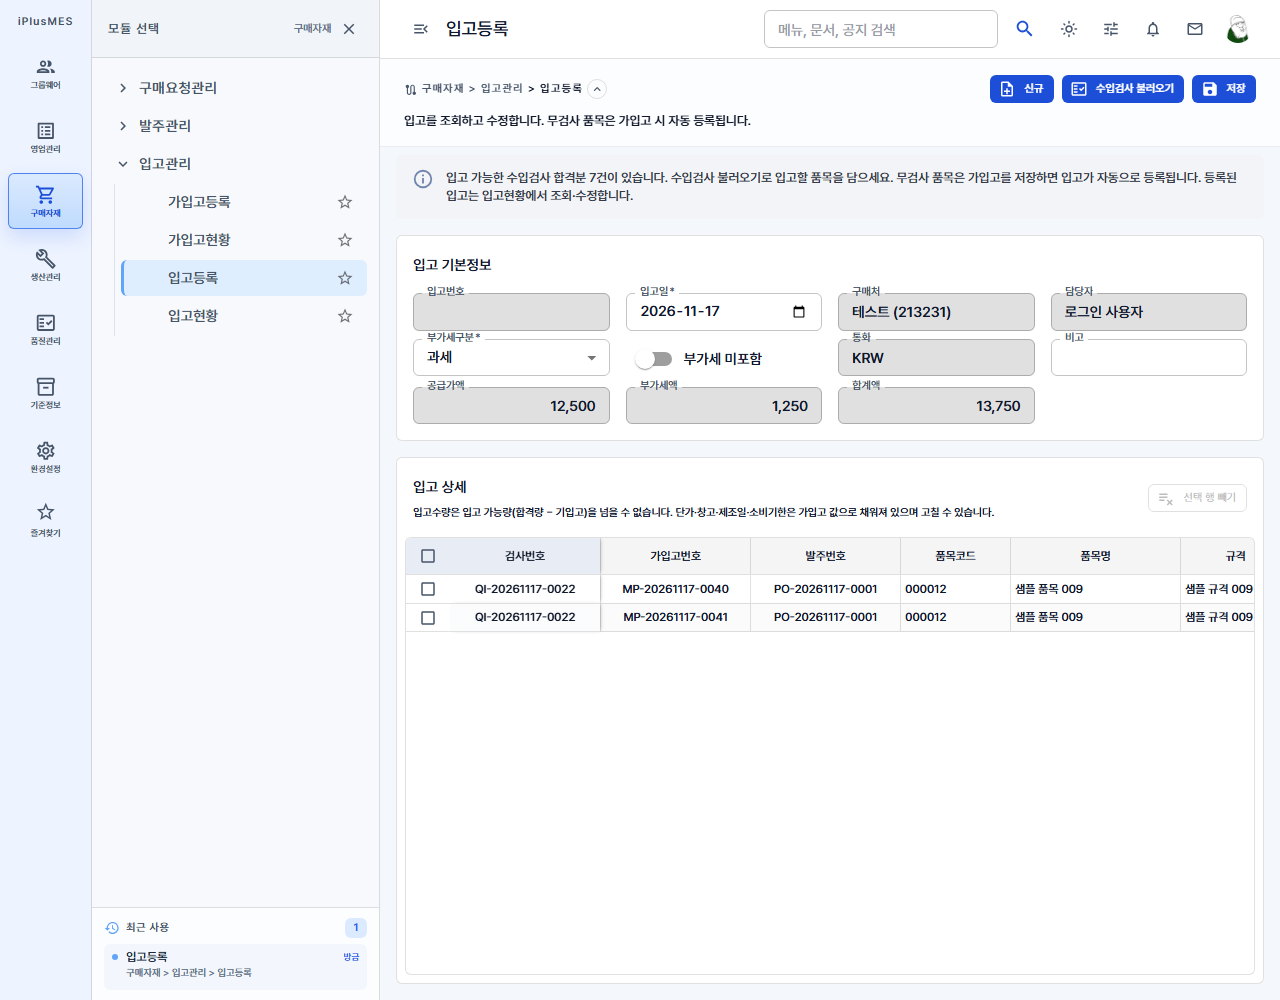 iPlusMES
그룹웨어
영업관리
구매자재
생산관리
품질관리
기준정보
환경설정
즐겨찾기
모듈 선택
구매자재
구매요청관리
발주관리
입고관리
가입고등록
가입고현황
입고등록
입고현황
최근 사용
1
입고등록
방금
구매자재 > 입고관리 > 입고등록
입고등록
메뉴, 문서, 공지 검색
구매자재 > 입고관리 > 입고등록
신규
수입검사 불러오기
저장
입고를 조회하고 수정합니다. 무검사 품목은 가입고 시 자동 등록됩니다.
입고 가능한 수입검사 합격분 7건이 있습니다. 수입검사 불러오기로 입고할 품목을 담으세요. 무검사 품목은 가입고를 저장하면 입고가 자동으로 등록됩니다. 등록된
입고는 입고현황에서 조회·수정합니다.
입고 기본정보
입고번호
입고일 *
2026-11-17
구매처
테스트 (213231)
담당자
로그인 사용자
부가세구분 *
과세
부가세 미포함
통화
KRW
비고
공급가액
12,500
부가세액
1,250
합계액
13,750
입고 상세
입고수량은 입고 가능량(합격량 − 기입고)을 넘을 수 없습니다. 단가·창고·제조일·소비기한은 가입고 값으로 채워져 있으며 고칠 수 있습니다.
선택 행 빼기
검사번호 가입고번호 발주번호 품목코드 품목명 규격
QI-20261117-0022 MP-20261117-0040 PO-20261117-0001 000012 샘플 품목 009 샘플 규격 009
QI-20261117-0022 MP-20261117-0041 PO-20261117-0001 000012 샘플 품목 009 샘플 규격 009